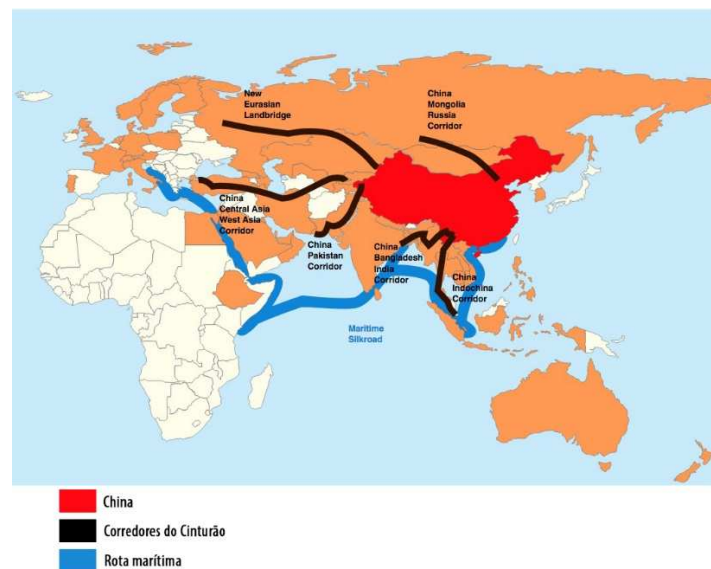 New
Eurasian
Landbridge
China
Mongolia
Russia
Corridor
China
Central Asia
West Asia
Corridor
China
Pakistan
Corridor
China
Bangladesh
India
Corridor
China
Indochina
Corridor
Maritime
Silkroad
China
Corredores do Cinturão
Rota marítima